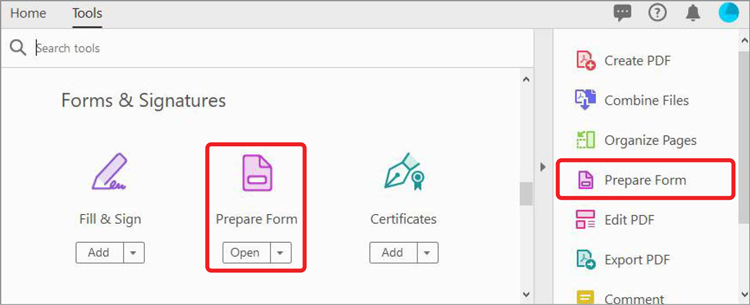 Home Tools
Search tools
Forms & Signatures
Fill & Sign
Add
Prepare Form
Open
Certificates
Add
Create PDF
Combine Files
Organize Pages
Prepare Form
Edit PDF
Export PDF
Comment